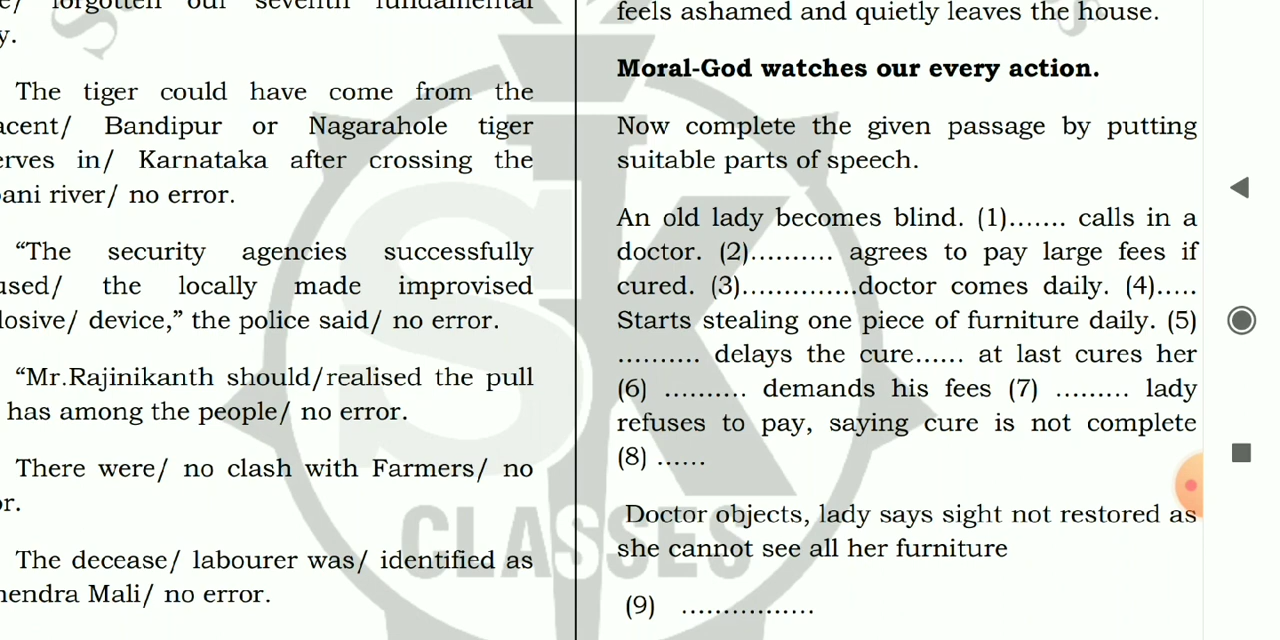 forgotten our seventh fundamental
y.
The tiger could have come from the
acent/ Bandipur or Nagarahole tiger
erves in/ Karnataka after crossing the
ani river/ no error.
“The security agencies successfully
used/ the locally made improvised
losive/ device,” the police said/ no error.
“Mr.Rajinikanth should/realised the pull
has among the people/ no error.
There were/ no clash with Farmers/ no
or.
The decease/ labourer was/ identified as
hendra Mali/ no error.
feels ashamed and quietly leaves the house.
Moral-God watches our every action.
Now complete the given passage by putting
suitable parts of speech.
An old lady becomes blind. (1)....... calls in a
doctor. (2).......... agrees to pay large fees if
cured. (3)..............doctor comes daily. (4).....
Starts stealing one piece of furniture daily. (5)
.......... delays the cure...... at last cures her
(6) .......... demands his fees (7) ......... lady
refuses to pay, saying cure is not complete
(8) ......
Doctor objects, lady says sight not restored as
she cannot see all her furniture
(9) ................
SK
CLASSES